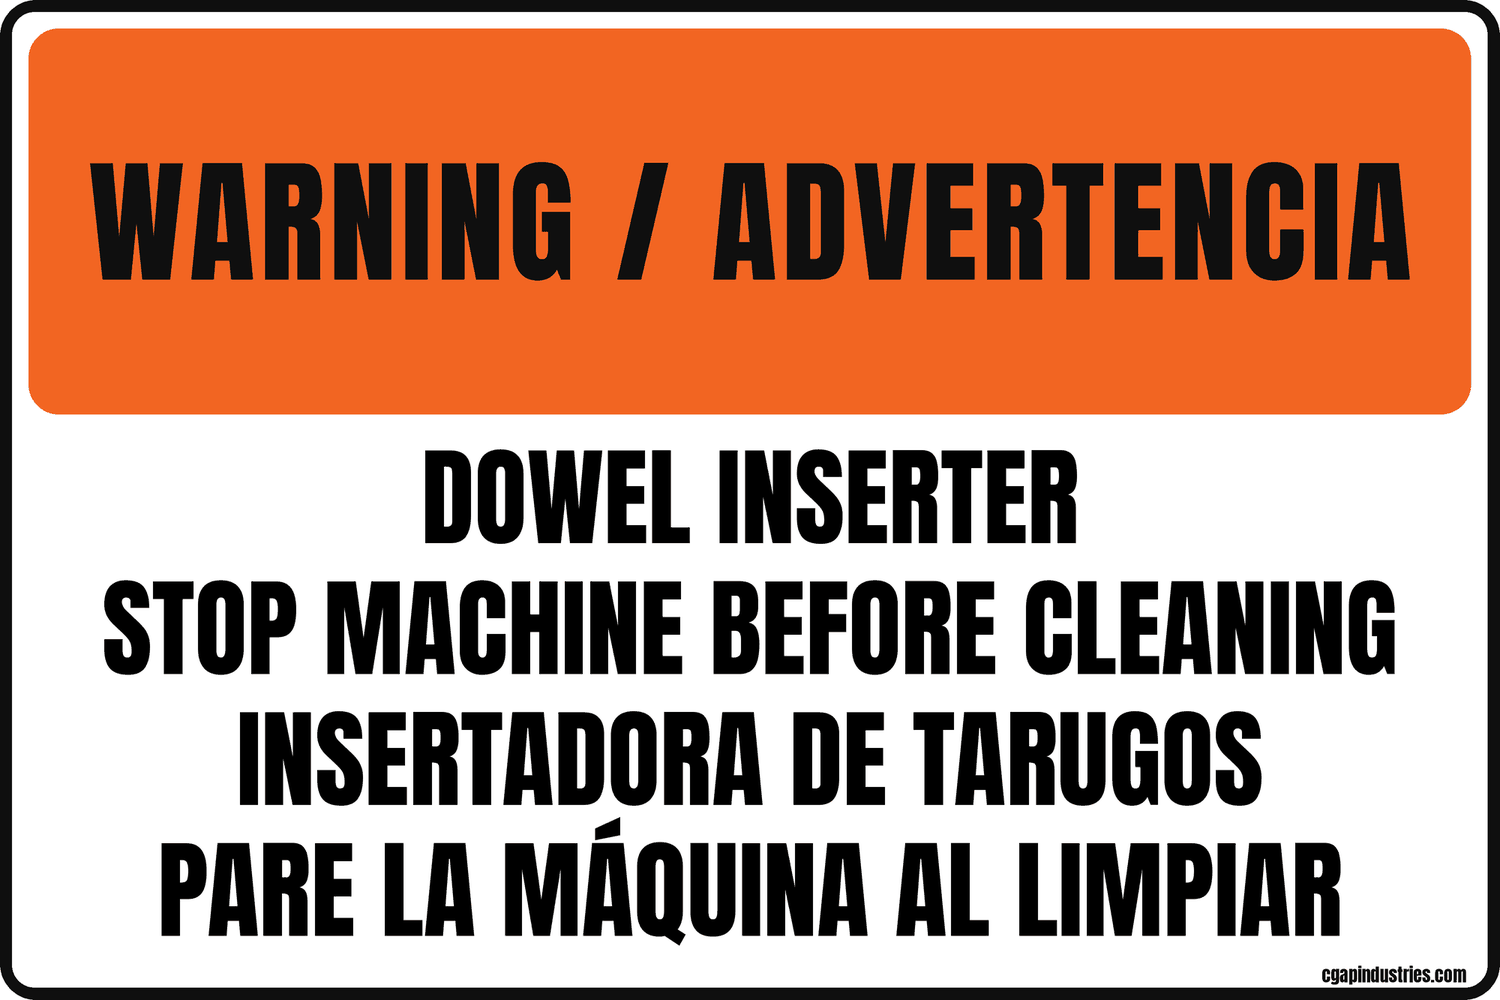 WARNING / ADVERTENCIA
DOWEL INSERTER
STOP MACHINE BEFORE CLEANING
INSERTADORA DE TARUGOS
PARE LA MÁQUINA AL LIMPIAR
cgapindustries.com